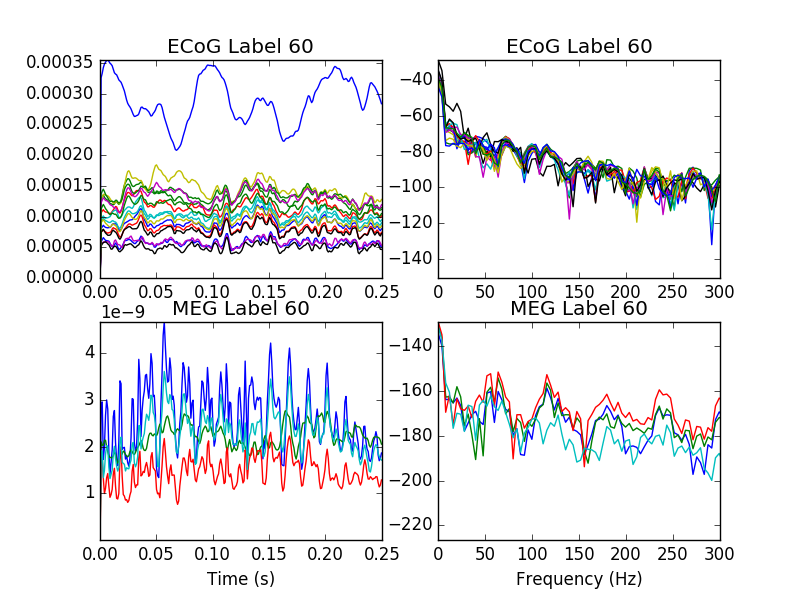 ECoG Label 60
0.00035
0.00030
0.00025
0.00020
0.00015
0.00010
0.00005
0.00000
0.00 0.05 0.10 0.15 0.20 0.25
ECoG Label 60
−40
−60
−80
−100
−120
−140
0 50 100 150 200 250 300
MEG Label 60
1e−9
4
3
2
1
0.00 0.05 0.10 0.15 0.20 0.25
Time (s)
MEG Label 60
−140
−160
−180
−200
−220
0 50 100 150 200 250 300
Frequency (Hz)